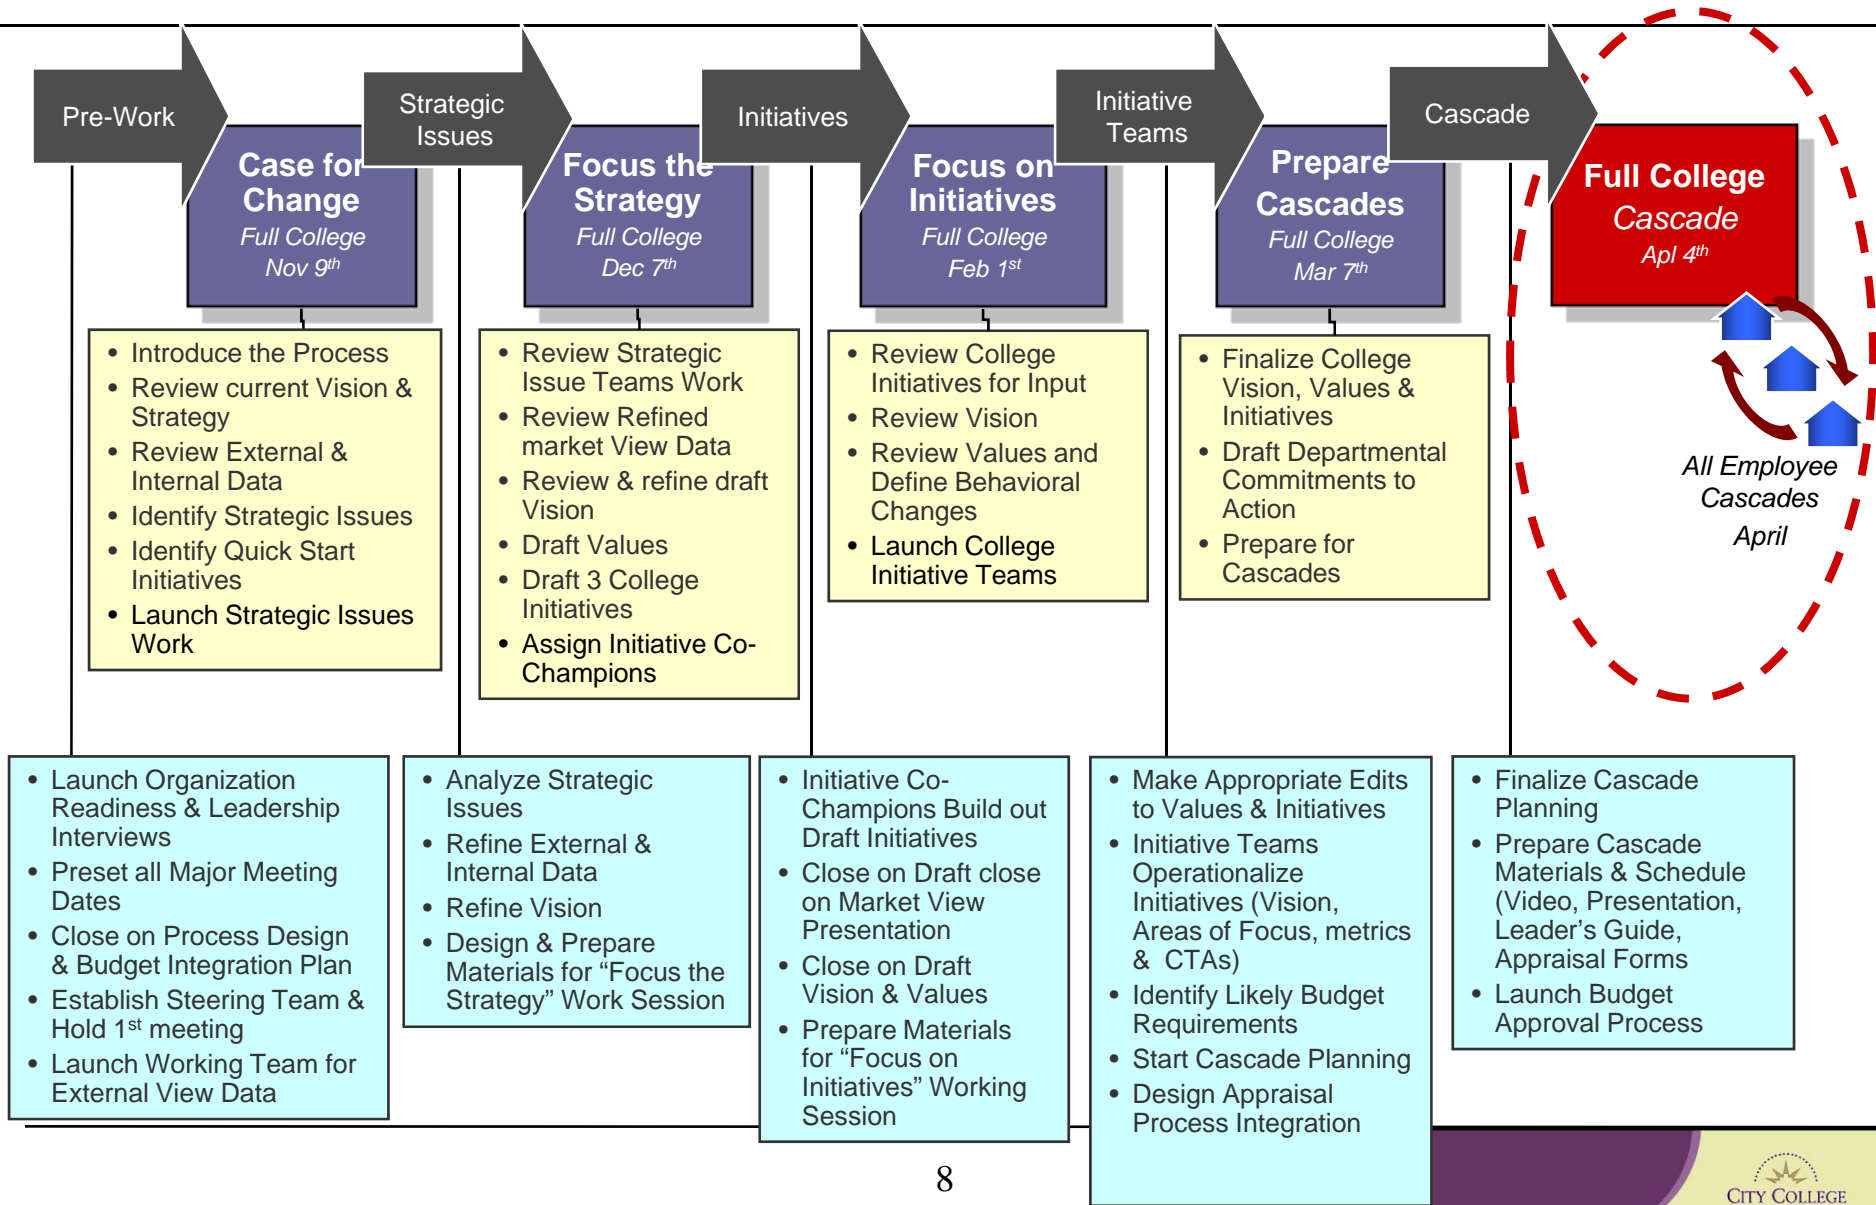 Pre-Work
Case for
Change
Full College
Nov 9th
Strategic
Issues
Focus the
Strategy
Full College
Dec 7th
Initiatives
Focus on
Initiatives
Full College
Feb 1st
Initiative
Teams
Prepare
Cascades
Full College
Mar 7th
Cascade
Full College
Cascade
Apl 4th
All Employee
Cascades
April
• Introduce the Process
• Review current Vision &
Strategy
• Review External &
Internal Data
• Identify Strategic Issues
• Identify Quick Start
Initiatives
• Launch Strategic Issues
Work
• Review Strategic
Issue Teams Work
• Review Refined
market View Data
• Review & refine draft
Vision
• Draft Values
• Draft 3 College
Initiatives
• Assign Initiative Co-
Champions
• Review College
Initiatives for Input
• Review Vision
• Review Values and
Define Behavioral
Changes
• Launch College
Initiative Teams
• Finalize College
Vision, Values &
Initiatives
• Draft Departmental
Commitments to
Action
• Prepare for
Cascades
• Launch Organization
Readiness & Leadership
Interviews
• Preset all Major Meeting
Dates
• Close on Process Design
& Budget Integration Plan
• Establish Steering Team &
Hold 1st meeting
• Launch Working Team for
External View Data
• Analyze Strategic
Issues
• Refine External &
Internal Data
• Refine Vision
• Design & Prepare
Materials for “Focus the
Strategy” Work Session
• Initiative Co-
Champions Build out
Draft Initiatives
• Close on Draft close
on Market View
Presentation
• Close on Draft
Vision & Values
• Prepare Materials
for “Focus on
Initiatives” Working
Session
• Make Appropriate Edits
to Values & Initiatives
• Initiative Teams
Operationalize
Initiatives (Vision,
Areas of Focus, metrics
& CTAs)
• Identify Likely Budget
Requirements
• Start Cascade Planning
• Design Appraisal
Process Integration
• Finalize Cascade
Planning
• Prepare Cascade
Materials & Schedule
(Video, Presentation,
Leader’s Guide,
Appraisal Forms
• Launch Budget
Approval Process
8
CITY COLLEGE